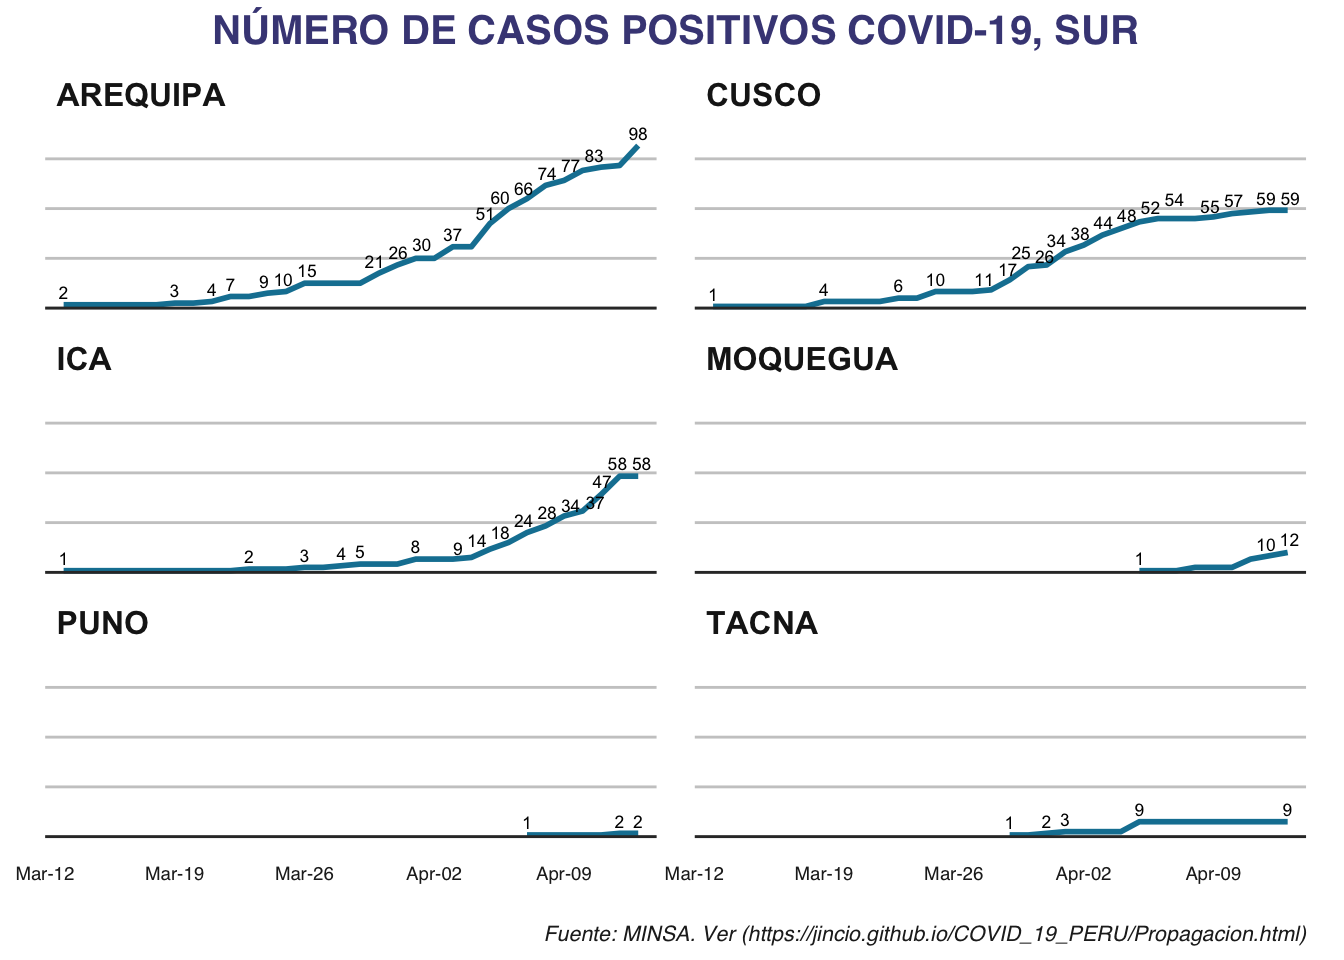 NÚMERO DE CASOS POSITIVOS COVID-19, SUR
AREQUIPA
2 3 4 7 9 10 15 21 26 30 37 51 60 66 74 77 83 98
CUSCO
1 4 6 10 11 17 25 26 34 38 44 48 52 54 55 57 59 59
ICA
1 2 3 4 5 8 9 14 18 24 28 34 37 47 58 58
MOQUEGUA
1 10 12
PUNO
1 2 2
TACNA
1 2 3 9 9
Mar-12 Mar-19 Mar-26 Apr-02 Apr-09 Mar-12 Mar-19 Mar-26 Apr-02 Apr-09
Fuente: MINSA. Ver (https://jincio.github.io/COVID_19_PERU/Propagacion.html)